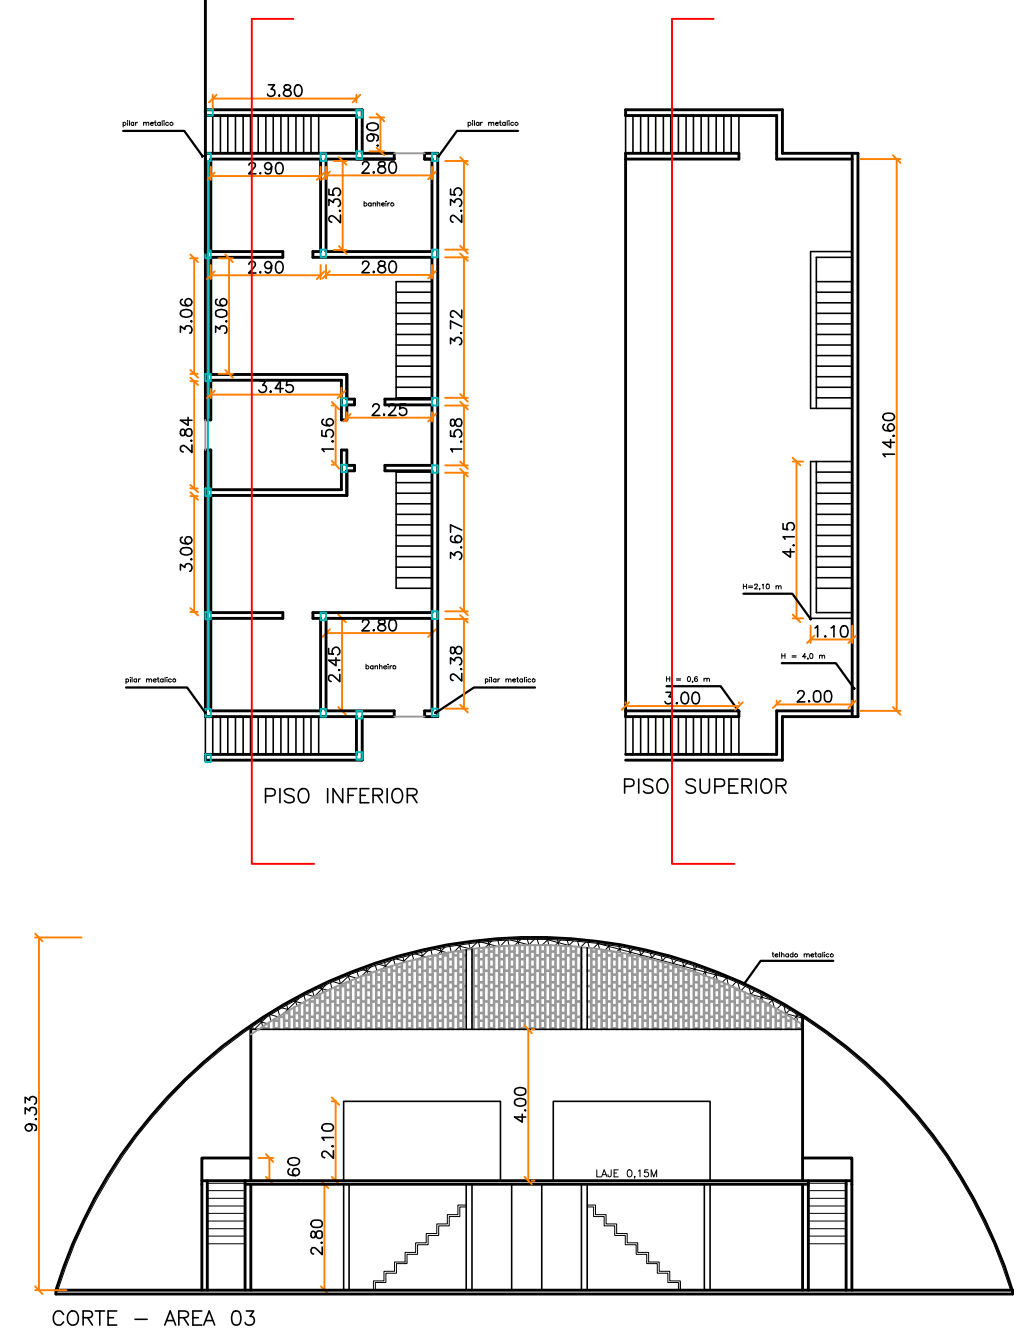 3.80
pilar metalico
pilar metalico
.90
2.90
2.80
2.35
banheiro
2.35
14.60
2.90
2.80
3.06
3.06
3.72
3.45
2.25
2.84
1.56
1.58
3.06
3.67
4.15
H=2,10 m
2.80
1.10
2.45
banheiro
2.38
H = 4,0 m
pilar metalico
pilar metalico
H = 0,6 m
3.00
2.00
PISO INFERIOR
PISO SUPERIOR
telhado metalico
9.33
4.00
2.10
60
LAJE 0,15M
2.80
CORTE - AREA 03